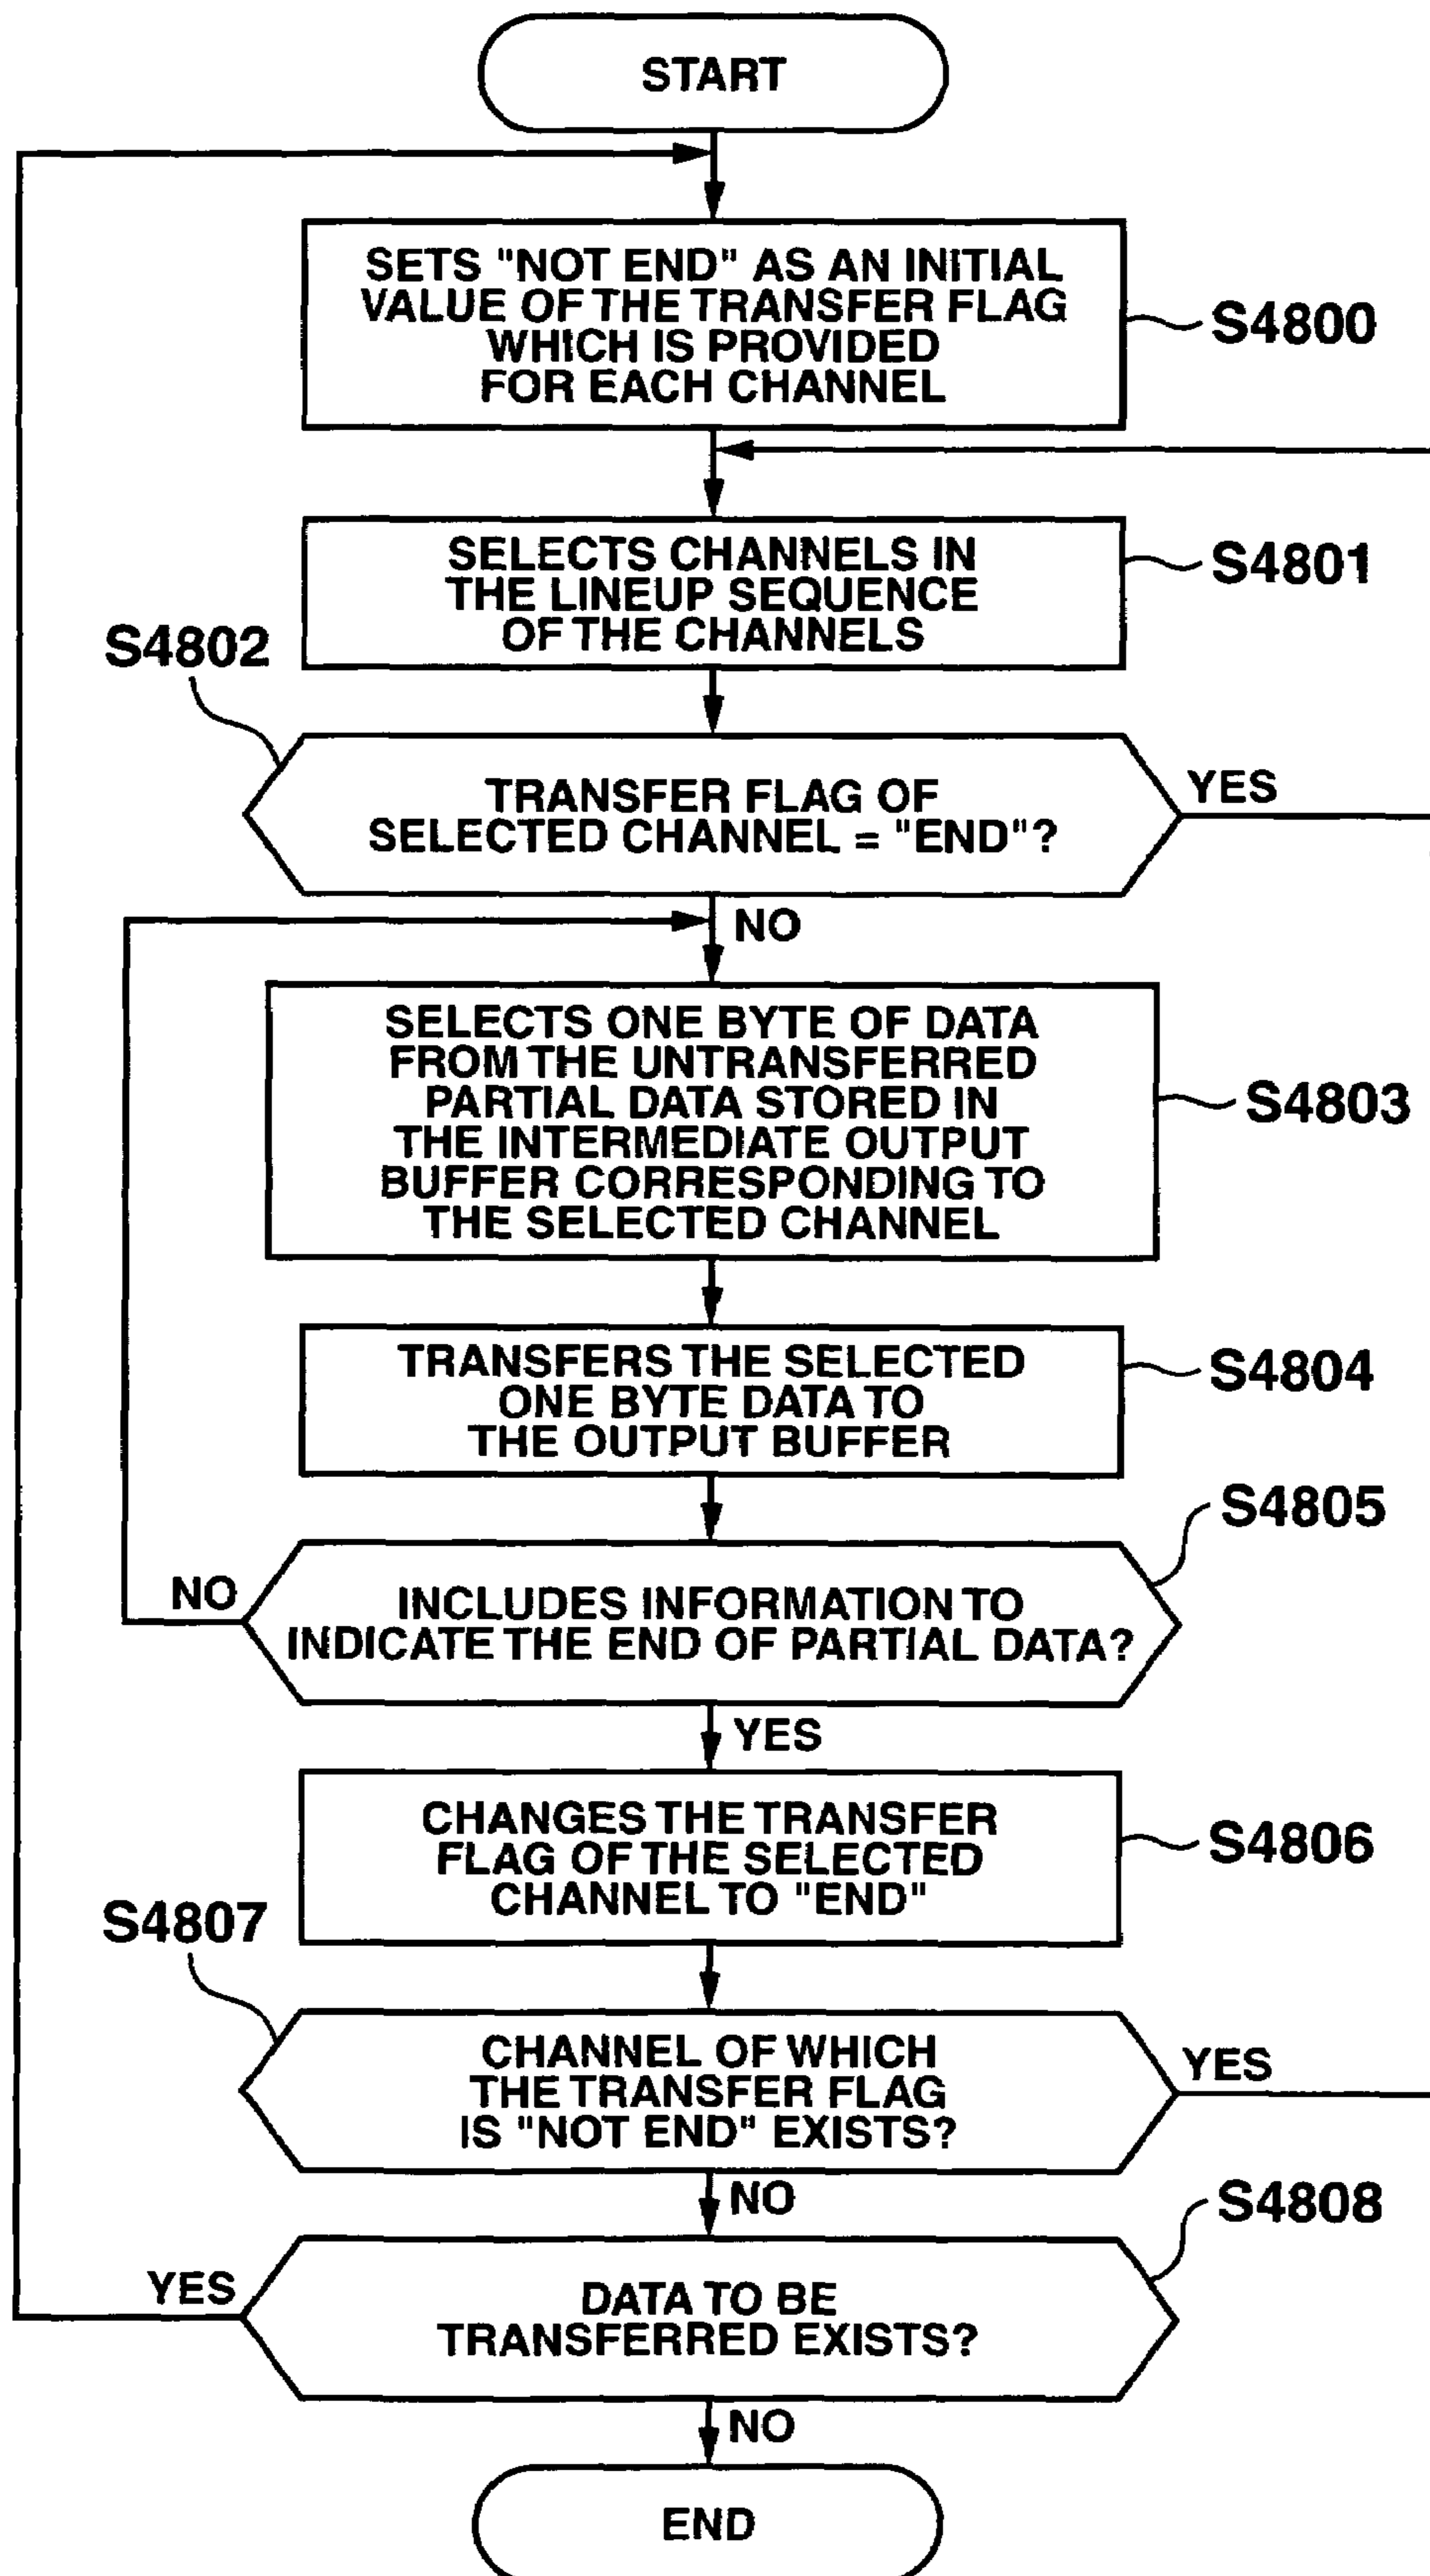 START
SETS "NOT END" AS AN INITIAL
VALUE OF THE TRANSFER FLAG
WHICH IS PROVIDED
FOR EACH CHANNEL
S4800
SELECTS CHANNELS IN
THE LINEUP SEQUENCE
OF THE CHANNELS
S4801
S4802
TRANSFER FLAG OF
SELECTED CHANNEL = "END"?
YES
NO
SELECTS ONE BYTE OF DATA
FROM THE UNTRANSFERRED
PARTIAL DATA STORED IN
THE INTERMEDIATE OUTPUT
BUFFER CORRESPONDING TO
THE SELECTED CHANNEL
S4803
TRANSFERS THE SELECTED
ONE BYTE DATA TO
THE OUTPUT BUFFER
S4804
S4805
NO
INCLUDES INFORMATION TO
INDICATE THE END OF PARTIAL DATA?
YES
CHANGES THE TRANSFER
FLAG OF THE SELECTED
CHANNEL TO "END"
S4806
S4807
CHANNEL OF WHICH
THE TRANSFER FLAG
IS "NOT END" EXISTS?
YES
NO
S4808
YES
DATA TO BE
TRANSFERRED EXISTS?
NO
END